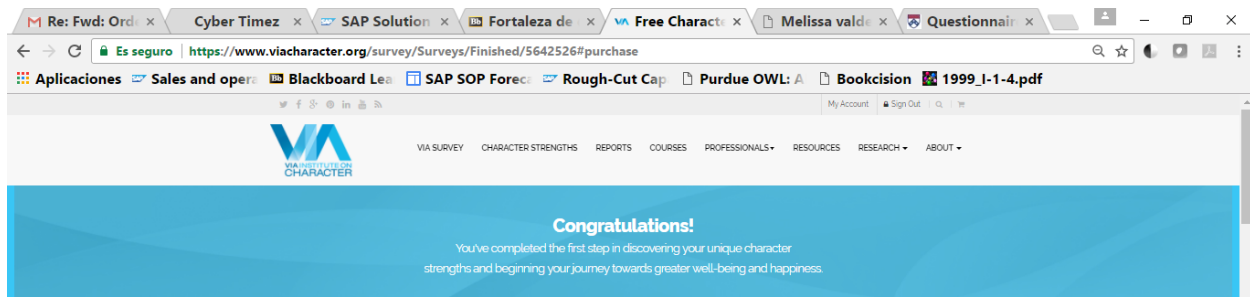 Re: Fwd: Orde
Cyber Timez
SAP Solution
Fortaleza de
Free Characte
Melissa valde
Questionnair
Es seguro | https://www.viacharacter.org/survey/Surveys/Finished/5642526#purchase
Aplicaciones Sales and opera Bb Blackboard Lea SAP SOP Foreca Rough-Cut Cap Purdue OWL: A Bookcision 1999_I-1-4.pdf
My Account Sign Out
VIA
VIA INSTITUTE ON
CHARACTER
VIA SURVEY CHARACTER STRENGTHS REPORTS COURSES PROFESSIONALS RESOURCES RESEARCH ABOUT
Congratulations!
You've completed the first step in discovering your unique character
strengths and beginning your journey towards greater well-being and happiness.